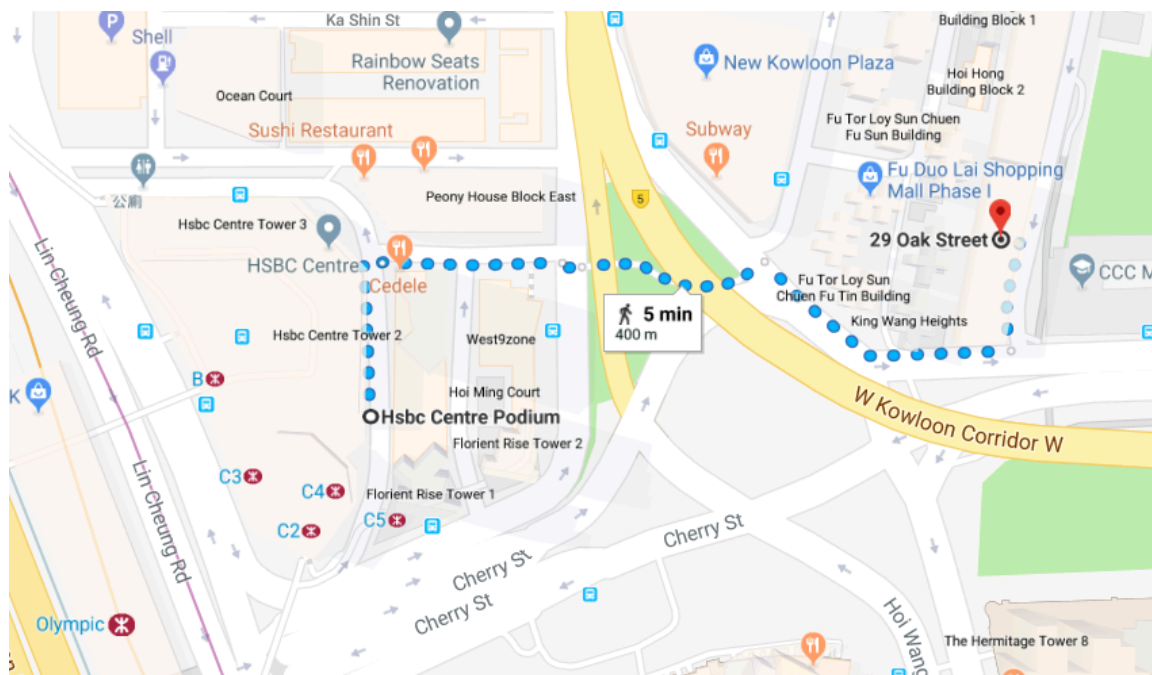 Ka Shin St
Building Block 1
P
Shell
Rainbow Seats
Renovation
New Kowloon Plaza
Hoi Hong
Building Block 2
Ocean Court
Sushi Restaurant
Subway
Fu Tor Loy Sun Chuen
Fu Sun Building
公廁
Peony House Block East
5
Fu Duo Lai Shopping
Mall Phase I
Hsbc Centre Tower 3
29 Oak Street
HSBC Centre
Cedele
CCC M
Lin Cheung Rd
Fu Tor Loy Sun
Chuen Fu Tin Building
5 min
400 m
King Wang Heights
Hsbc Centre Tower 2
West9zone
B
K
Hoi Ming Court
Hsbc Centre Podium
W Kowloon Corridor W
Florient Rise Tower 2
Lin Cheung Rd
C3
C4
Florient Rise Tower 1
C2
C5
Cherry St
Cherry St
Cherry St
Olympic
Hoi Wang
The Hermitage Tower 8